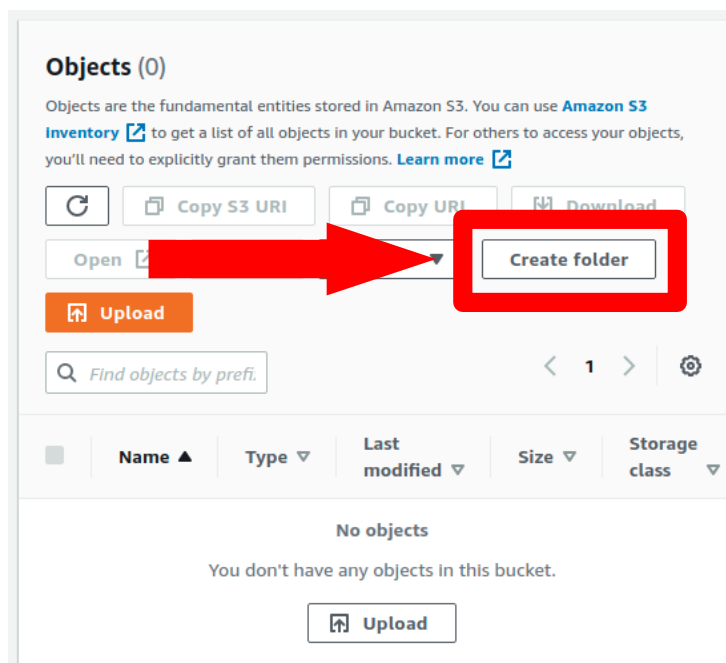 Objects (0)
Objects are the fundamental entities stored in Amazon S3. You can use Amazon S3
Inventory to get a list of all objects in your bucket. For others to access your objects,
you'll need to explicitly grant them permissions. Learn more
Copy S3 URI Copy URL Download
Open Create folder
Upload
Find objects by prefi.
1
Name Type Last modified Size Storage class
No objects
You don't have any objects in this bucket.
Upload